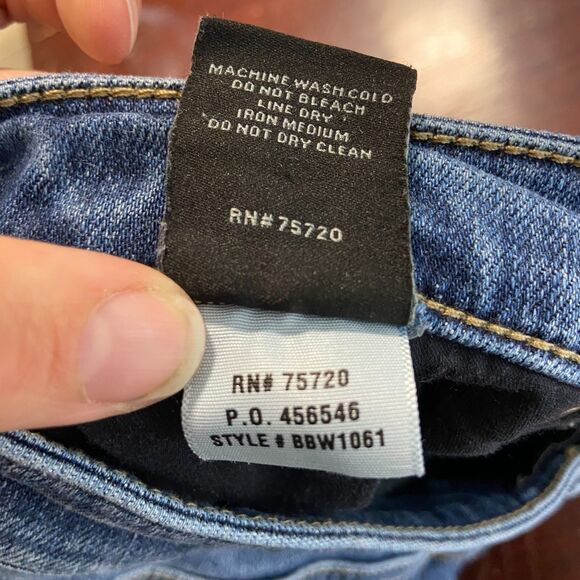 MACHINE WASH COLD
DO NOT BLEACH
LINE DRY
IRON MEDIUM
DO NOT DRY CLEAN
RN# 75720
RN# 75720
P.O. 456546
STYLE # BBW1061